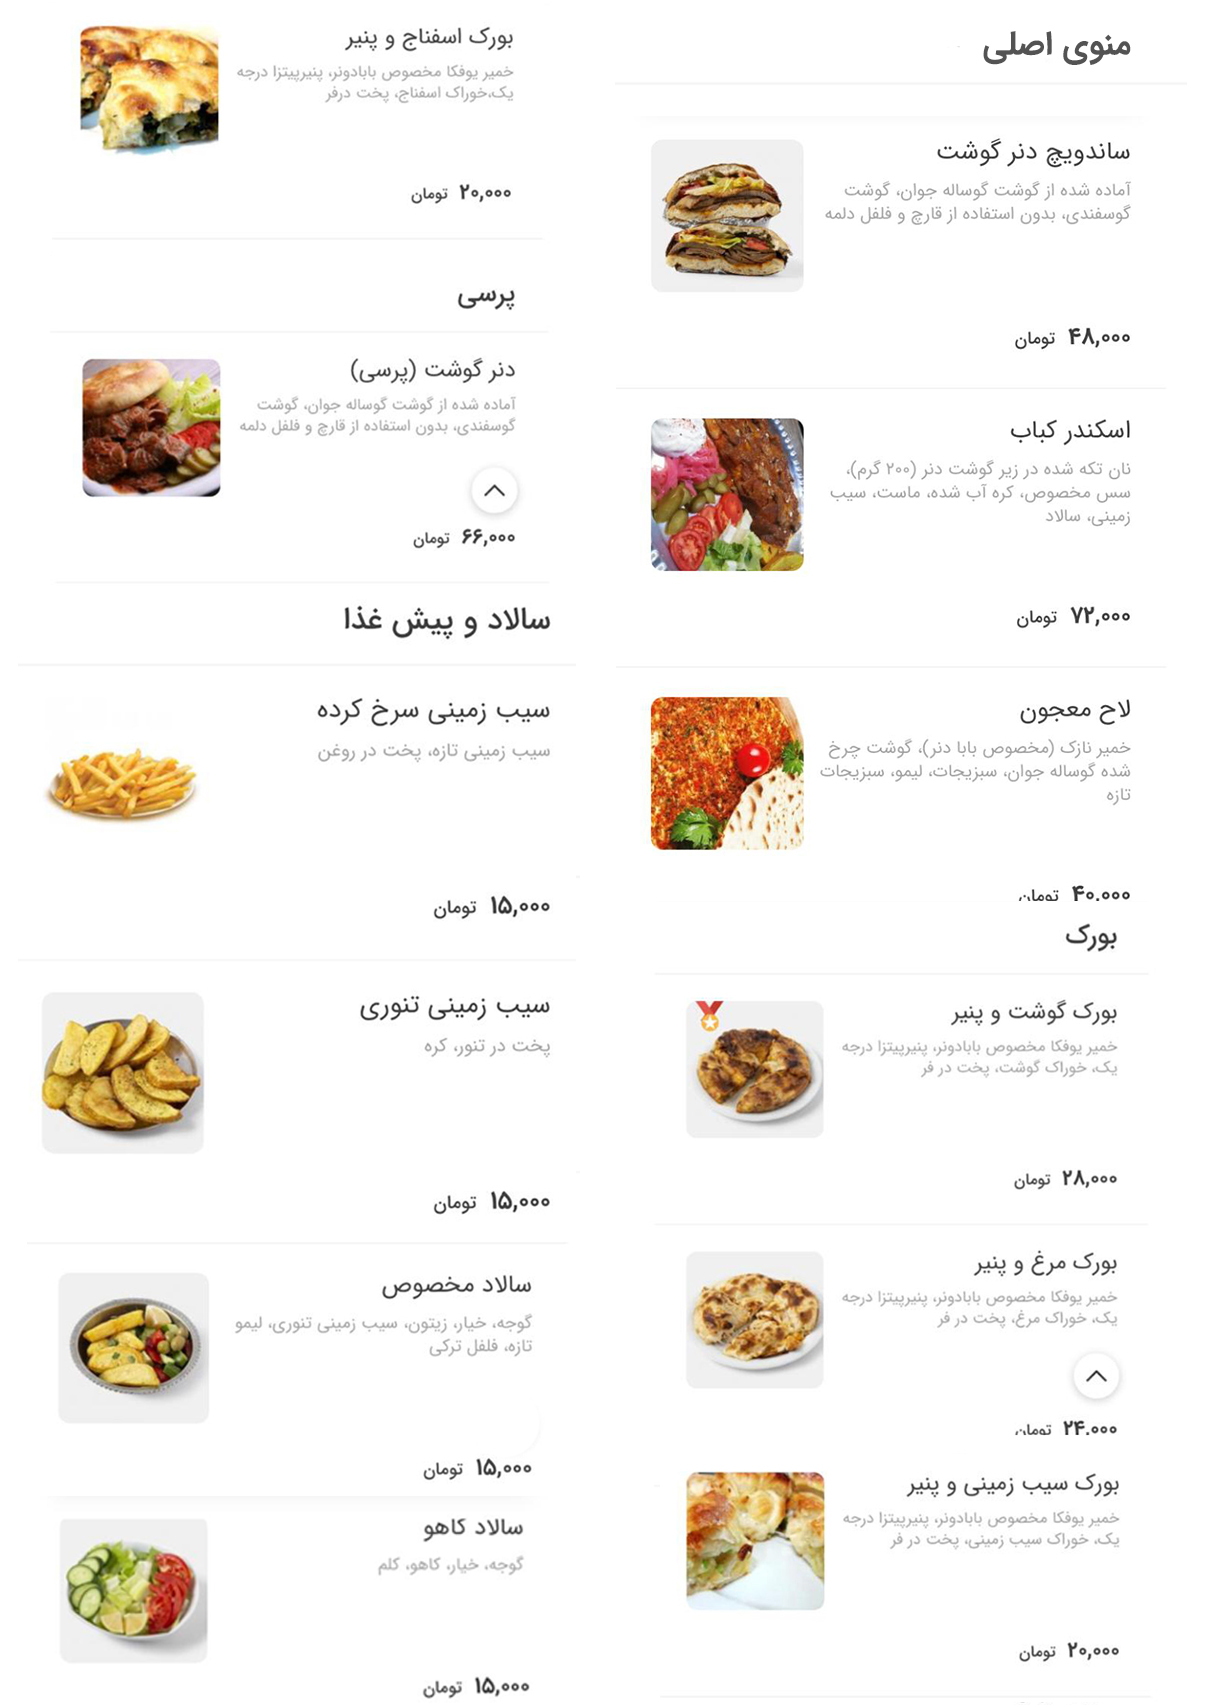 منوی اصلی
ساندویچ دنر گوشت
آماده شده از گوشت گوساله جوان، گوشت
گوسفندی، بدون استفاده از قارچ و فلفل دلمه
۴۸,۰۰۰ تومان
اسکندر کباب
نان تکه شده در زیر گوشت دنر (۲۰۰ گرم)،
سس مخصوص، کره آب شده، ماست، سیب
زمینی، سالاد
۷۲,۰۰۰ تومان
لاح معجون
خمیر نازک (مخصوص بابا دنر)، گوشت چرخ
شده گوساله جوان، سبزیجات، لیمو، سبزیجات
تازه
۴۰,۰۰۰ تومان
بورک
بورک گوشت و پنیر
خمیر یوفکا مخصوص بابادونر، پنیرپیتزا درجه
یک، خوراک گوشت، پخت در فر
۲۸,۰۰۰ تومان
بورک مرغ و پنیر
خمیر یوفکا مخصوص بابادونر، پنیرپیتزا درجه
یک، خوراک مرغ، پخت در فر
۲۴,۰۰۰ تومان
بورک سیب زمینی و پنیر
خمیر یوفکا مخصوص بابادونر، پنیرپیتزا درجه
یک، خوراک سیب زمینی، پخت در فر
۲۰,۰۰۰ تومان
بورک اسفناج و پنیر
خمیر یوفکا مخصوص بابادونر، پنیرپیتزا درجه
یک،خوراک اسفناج، پخت درفر
۲۰,۰۰۰ تومان
پرسی
دنر گوشت (پرسی)
آماده شده از گوشت گوساله جوان، گوشت
گوسفندی، بدون استفاده از قارچ و فلفل دلمه
۶۶,۰۰۰ تومان
سالاد و پیش غذا
سیب زمینی سرخ کرده
سیب زمینی تازه، پخت در روغن
۱۵,۰۰۰ تومان
سیب زمینی تنوری
پخت در تنور، کره
۱۵,۰۰۰ تومان
سالاد مخصوص
گوجه، خیار، زیتون، سیب زمینی تنوری، لیمو
تازه، فلفل ترکی
۱۵,۰۰۰ تومان
سالاد کاهو
گوجه، خیار، کاهو، کلم
۱۵,۰۰۰ تومان